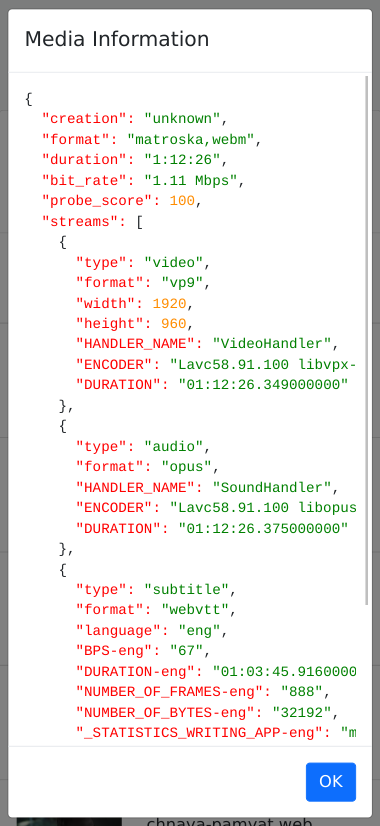 Media Information
{
"creation": "unknown",
"format": "matroska,webm",
"duration": "1:12:26",
"bit_rate": "1.11 Mbps",
"probe_score": 100,
"streams": [
{
"type": "video",
"format": "vp9",
"width": 1920,
"height": 960,
"HANDLER_NAME": "VideoHandler",
"ENCODER": "Lavc58.91.100 libvpx-
"DURATION": "01:12:26.349000000"
},
{
"type": "audio",
"format": "opus",
"HANDLER_NAME": "SoundHandler",
"ENCODER": "Lavc58.91.100 libopus
"DURATION": "01:12:26.375000000"
},
{
"type": "subtitle",
"format": "webvtt",
"language": "eng",
"BPS-eng": "67",
"DURATION-eng": "01:03:45.9160000
"NUMBER_OF_FRAMES-eng": "888",
"NUMBER_OF_BYTES-eng": "32192",
"_STATISTICS_WRITING_APP-eng": "m
OK
chnaya-pamyat.web